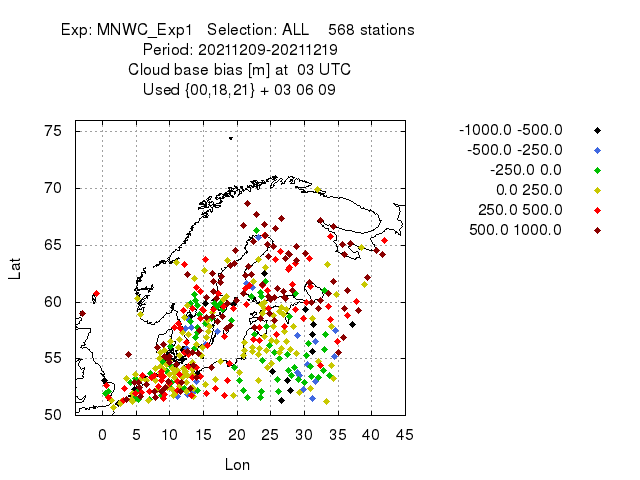 Exp: MNWC_Exp1   Selection: ALL    568 stations
Period: 20211209-20211219
Cloud base bias [m] at  03 UTC
Used {00,18,21} + 03 06 09
-1000.0 -500.0
-500.0 -250.0
-250.0 0.0
0.0 250.0
250.0 500.0
500.0 1000.0
75
70
65
60
55
50
Lat
0 5 10 15 20 25 30 35 40 45
Lon